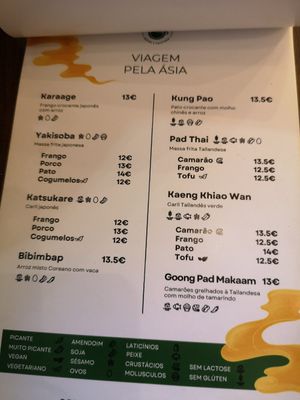 VIAGEM
PELA ÁSIA
Karaage 13€
Frango crocante japonês
com arroz
Yakisoba
Massa frita japonesa
Frango 12€
Porco 13€
Pato 14€
Cogumelos 12€
Katsukare
Caril japonês
Frango 12€
Porco 13€
Cogumelos 12€
Bibimbap 13.5€
Arroz misto Coreano com vaca
Kung Pao 13.5€
Pato crocante com molho
chinês e arroz
Pad Thai
Massa frita Tailandesa
Camarão 13.5€
Frango 12.5€
Tofu 12.5€
Kaeng Khiao Wan
Caril Tailandês verde
Camarão 13.5€
Frango 12.5€
Pato 14€
Tofu 12.5€
Goong Pad Makaam 13€
Camarões grelhados à Tailandesa
com molho de tamarindo
PICANTE
MUITO PICANTE
VEGAN
VEGETARIANO
AMENDOIM
SOJA
SÉSAMO
OVOS
LATICÍNIOS
PEIXE
CRUSTÁCIOS
MOLUSCULOS
SEM LACTOSE
SEM GLÚTEN